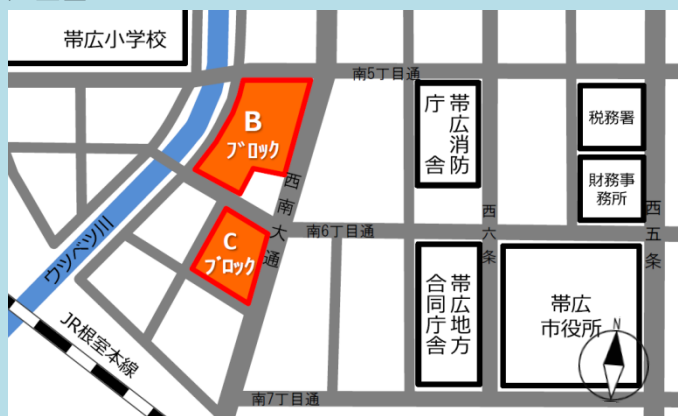 帯広小学校
南5丁目通
B
ブロック
帯広消防
庁舎
税務署
財務事
務所
西南大通
C
ブロック
南6丁目通
西六条
西五条
ウツベツ川
帯広地方
合同庁舎
帯広
市役所
N
JR根室本線
南7丁目通